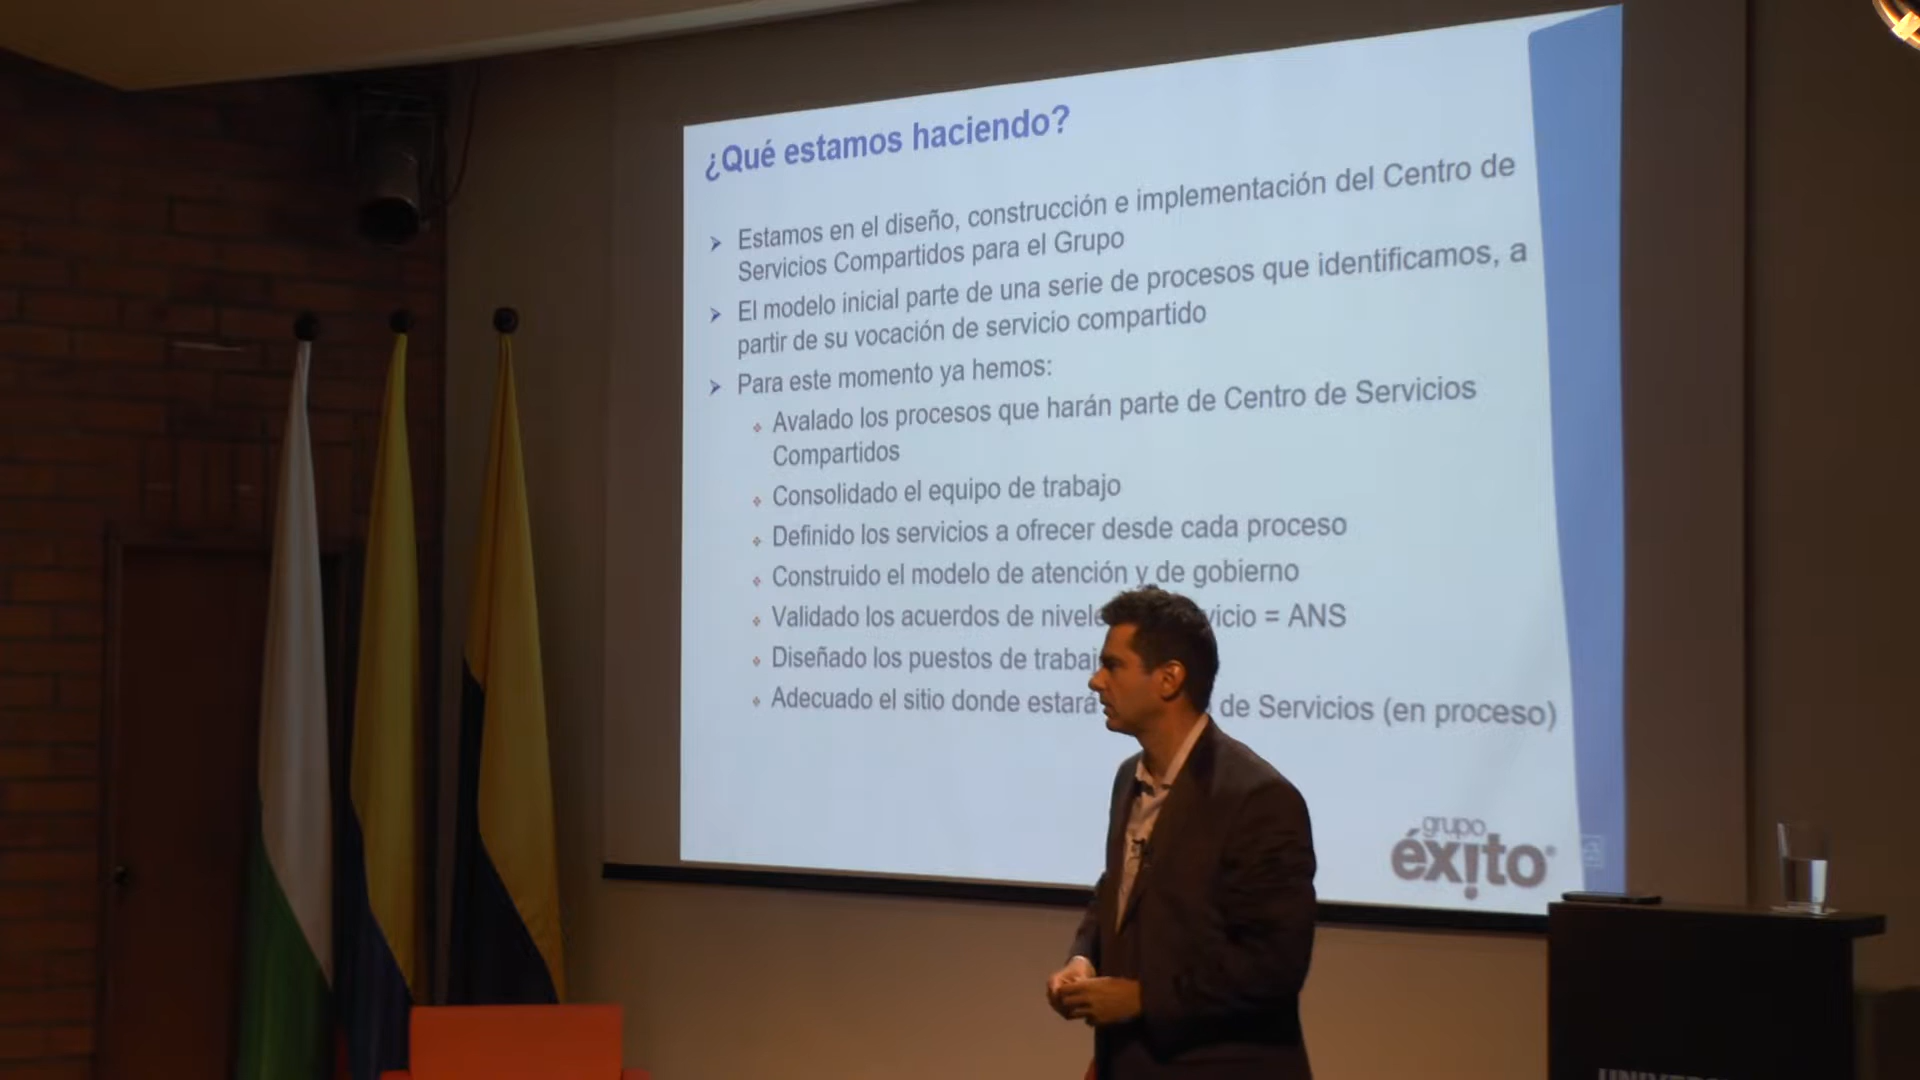 ¿Qué estamos haciendo?
Estamos en el diseño, construcción e implementación del Centro de
Servicios Compartidos para el Grupo
El modelo inicial parte de una serie de procesos que identificamos, a
partir de su vocación de servicio compartido
Para este momento ya hemos:
Avalado los procesos que harán parte de Centro de Servicios
Compartidos
Consolidado el equipo de trabajo
Definido los servicios a ofrecer desde cada proceso
Construido el modelo de atención y de gobierno
Validado los acuerdos de = ANS
Diseñado los puestos de
Adecuado el sitio donde estará de Servicios (en proceso)
grupo
éxito